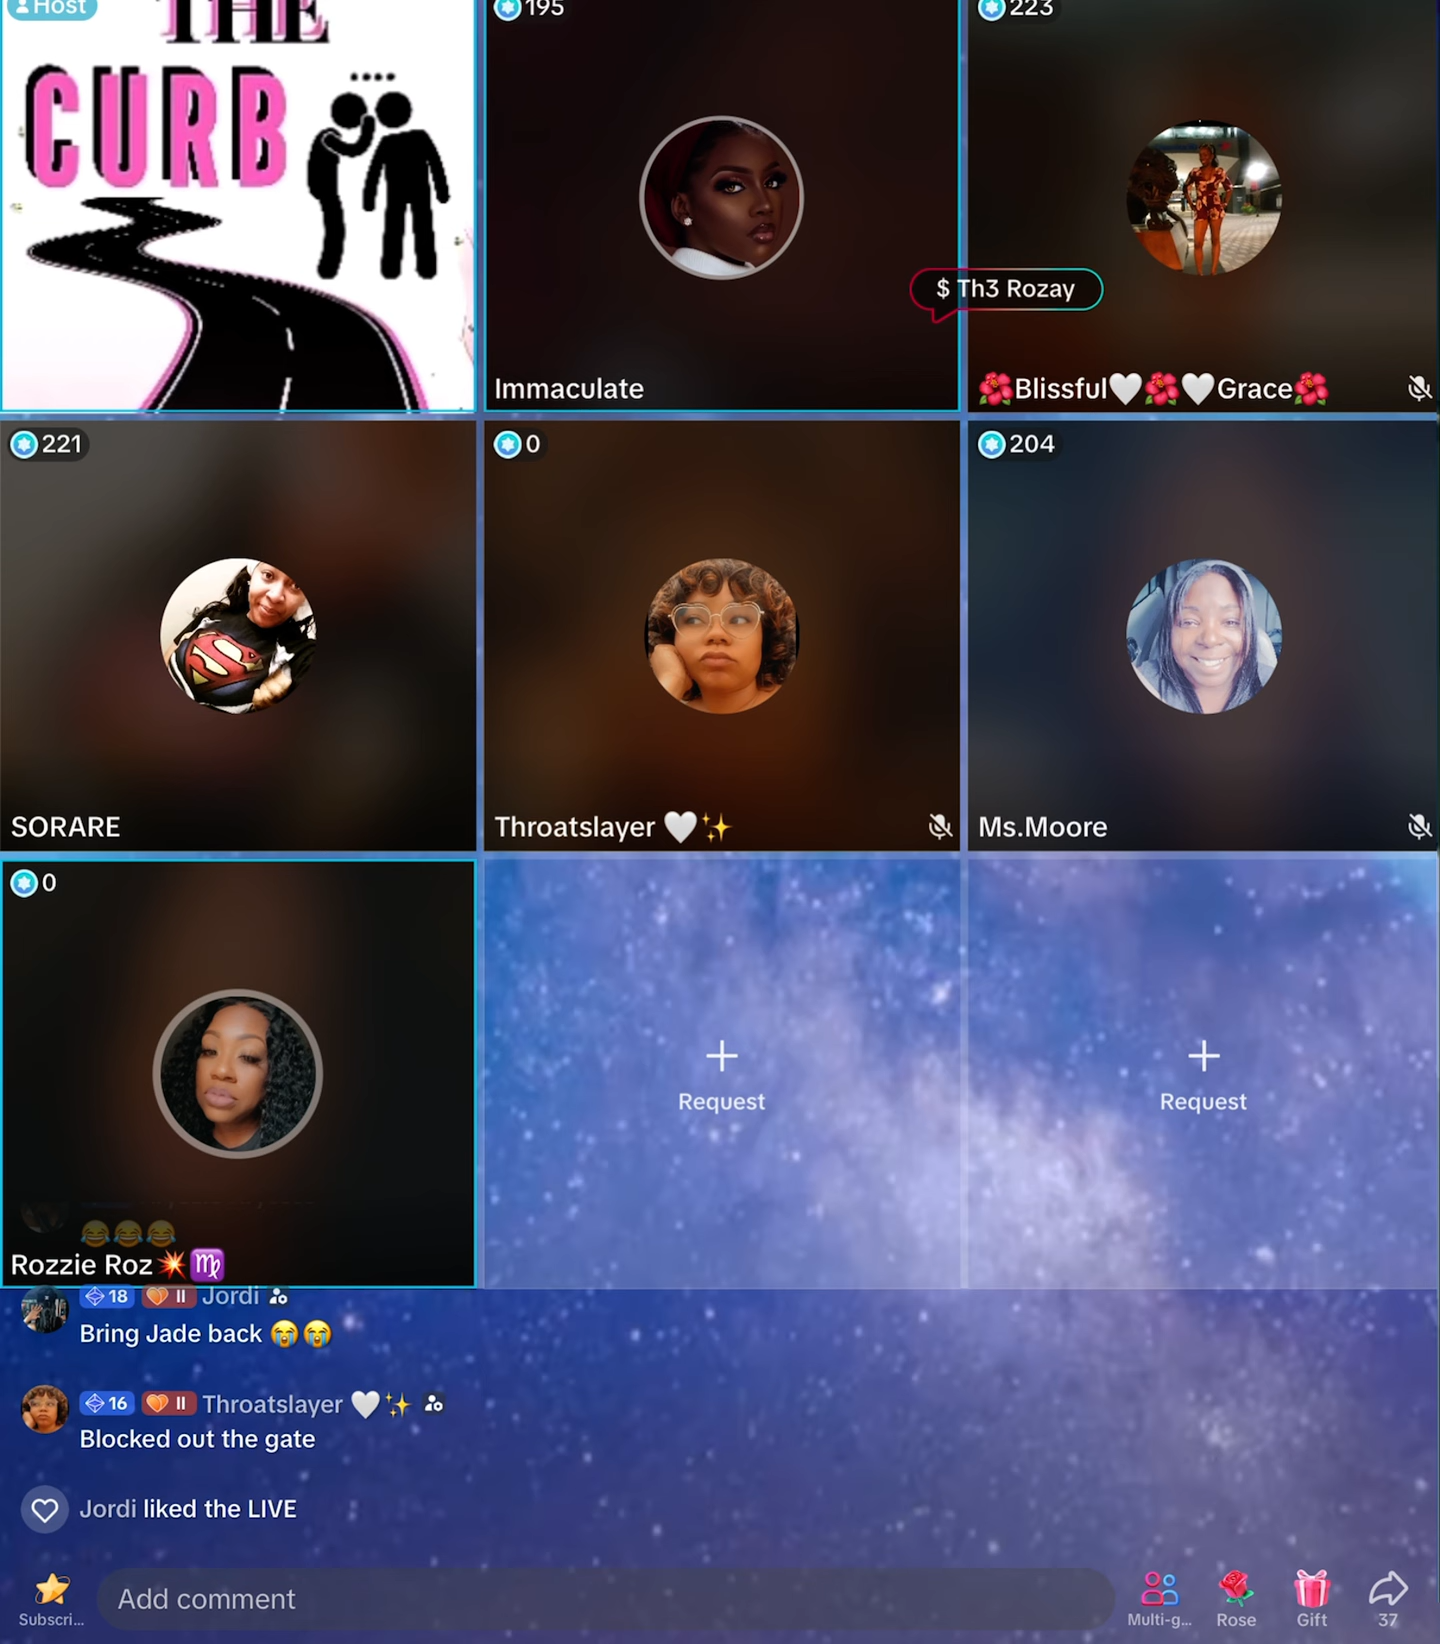 Host
THE
CURB
195
Immaculate
223
$ Th3 Rozay
🌺Blissful🤍🌺🤍Grace🌺
221
SORARE
0
Throatslayer 🤍✨
204
Ms.Moore
0
😂😂😂
Rozzie Roz💥♍
Request
Request
18 II Jordi
Bring Jade back 😭😭
16 II Throatslayer 🤍✨
Blocked out the gate
Jordi liked the LIVE
Subscri...
Add comment
Multi-g...
Rose
Gift
37